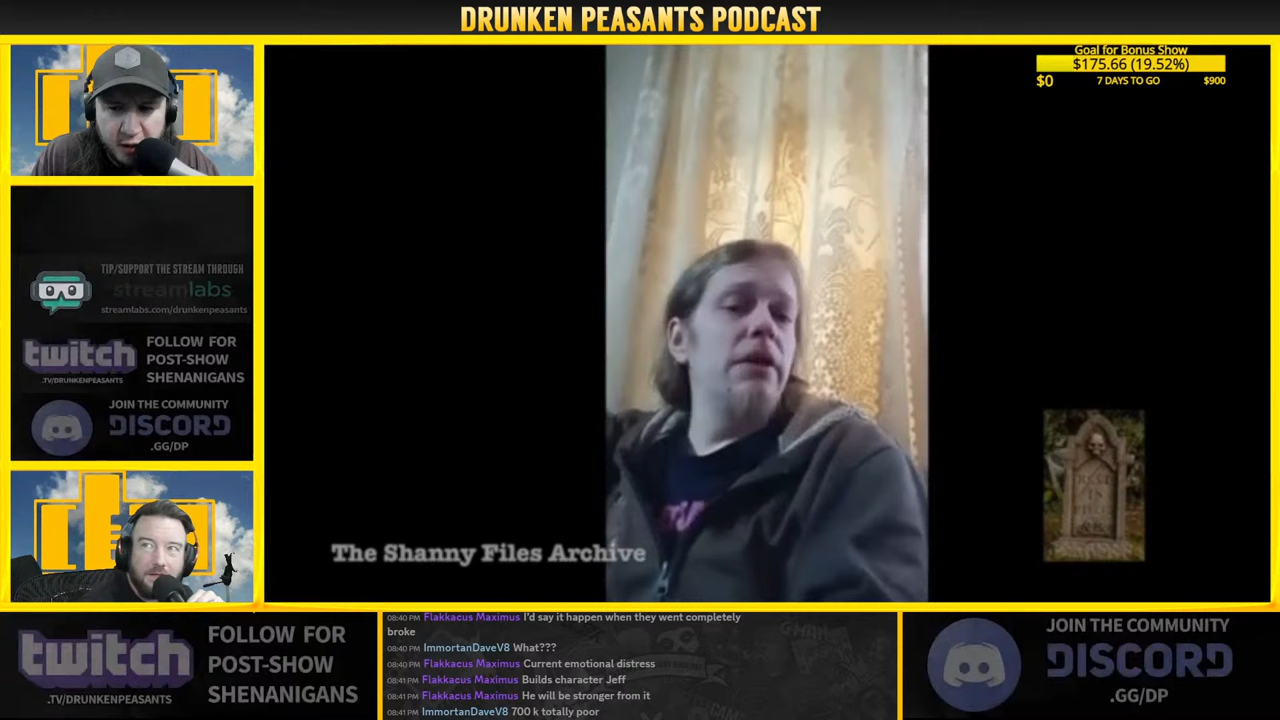 DRUNKEN PEASANTS PODCAST
Goal for Bonus Show
$175.66 (19.52%)
$0
7 DAYS TO GO
$900
TIP/SUPPORT THE STREAM THROUGH
streamlabs
streamlabs.com/drunkenpeasants
twitch
.TV/DRUNKENPEASANTS
FOLLOW FOR
POST-SHOW
SHENANIGANS
JOIN THE COMMUNITY
DISCORD
.GG/DP
REST
IN
The Shanny Files Archive
twitch
.TV/DRUNKENPEASANTS
FOLLOW FOR
POST-SHOW
SHENANIGANS
08:40 PM Flakkacus Maximus I'd say it happen when they went completely
broke
08:40 PM ImmortanDaveV8 What???
08:40 PM Flakkacus Maximus Current emotional distress
08:41 PM Flakkacus Maximus Builds character Jeff
08:41 PM Flakkacus Maximus He will be stronger from it
08:41 PM ImmortanDaveV8 700 k totally poor
JOIN THE COMMUNITY
DISCORD
.GG/DP